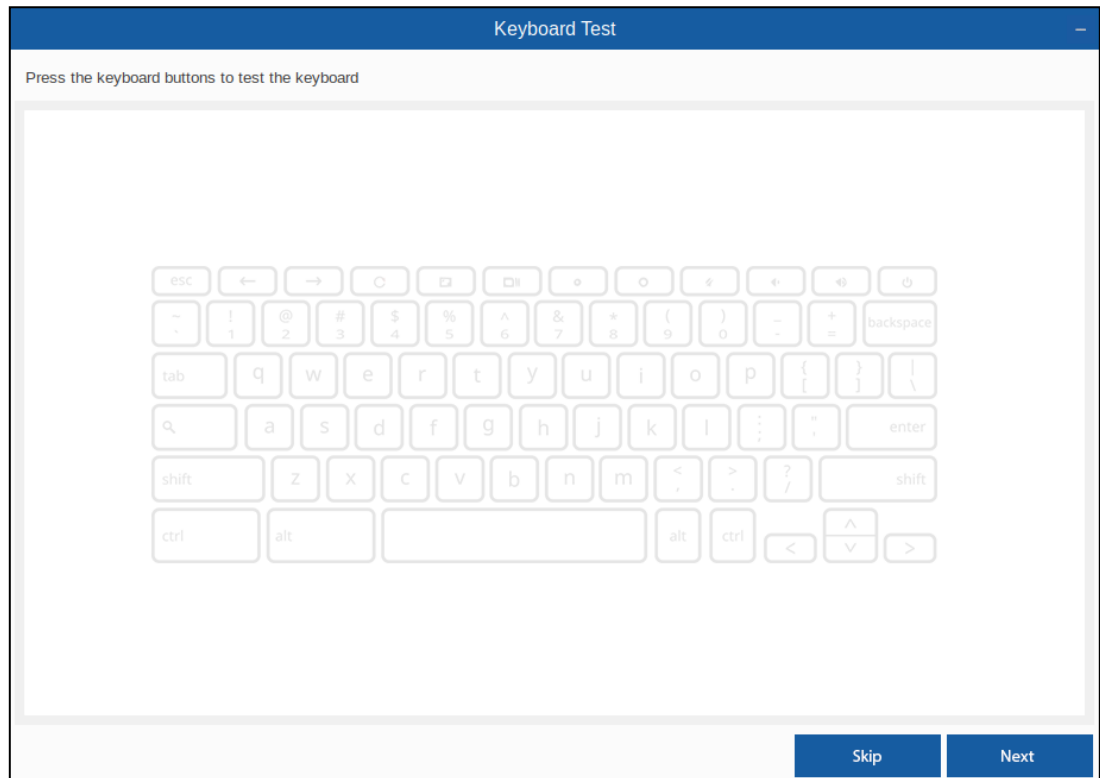 Keyboard Test
Press the keyboard buttons to test the keyboard
esc
~ ! @ # $ % ^ & * ( ) _ +
` 1 2 3 4 5 6 7 8 9 0 - = backspace
tab q w e r t y u i o p { } |
[ ] \
a s d f g h j k l : " enter
; '
shift z x c v b n m < > ? shift
, . /
ctrl alt alt ctrl < ^ v >
Skip Next